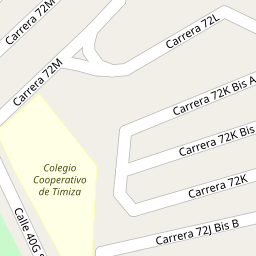 Carrera 72M
Carrera 72L
Carrera 72M
Carrera 72K Bis A
Carrera 72K Bis
Colegio
Cooperativo
de Timiza
Carrera 72K
Calle 40G S
Carrera 72J Bis B